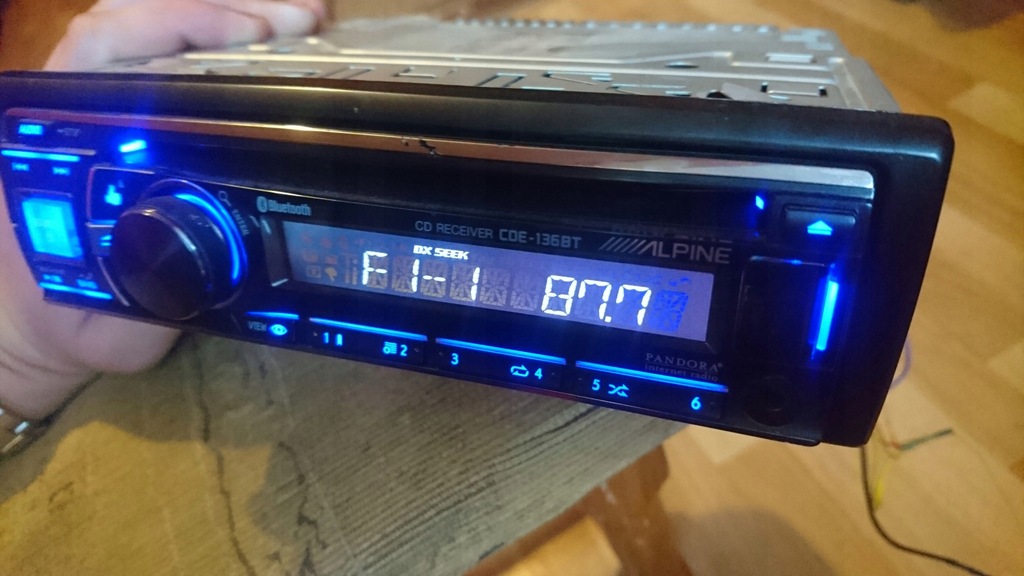 Bluetooth
CD RECEIVER CDE-136BT
ALPINE
DX SEEK
F1-1 87.7
VIEW
1
2
3
4
5
6
PANDORA
internet radio
ENTER